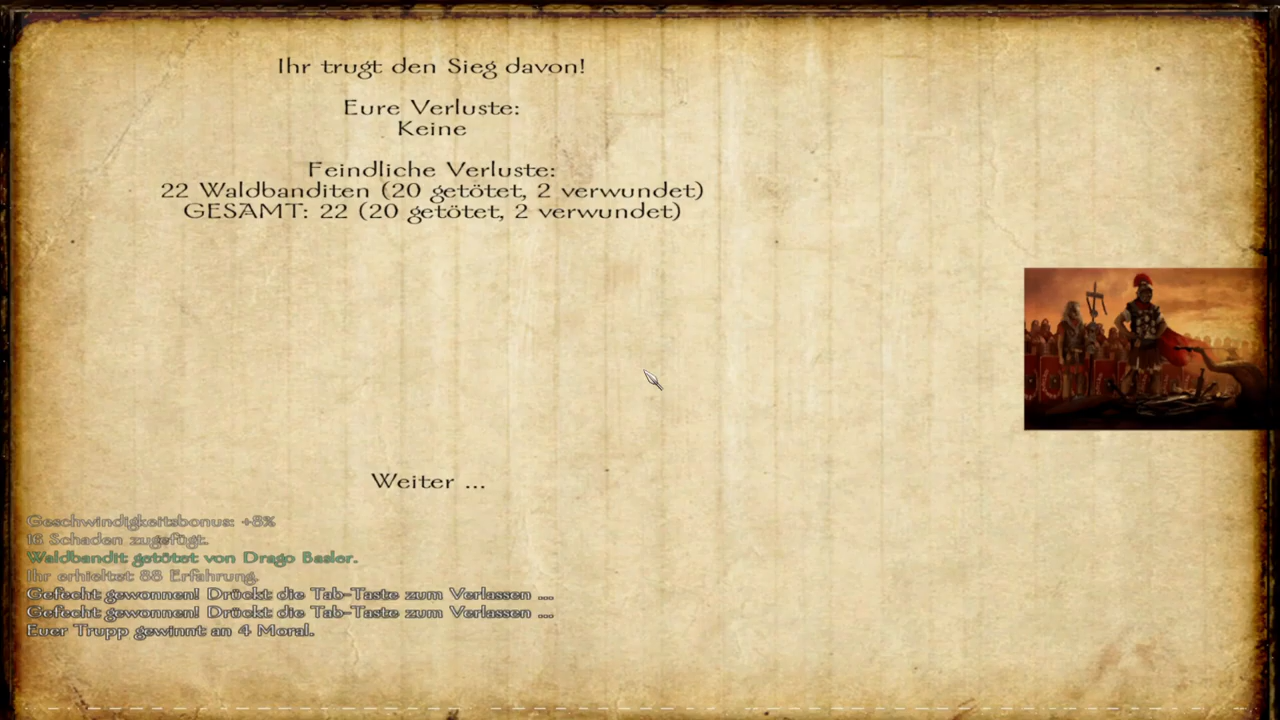 Ihr trugt den Sieg davon!
Eure Verluste:
Keine
Feindliche Verluste:
22 Waldbanditen (20 getötet, 2 verwundet)
GESAMT: 22 (20 getötet, 2 verwundet)
Weiter ...
Geschwindigkeitsbonus: +8%
16 Schaden zugefügt.
Waldbandit getötet von Drago Basler.
Ihr erhieltet 88 Erfahrung.
Gefecht gewonnen! Drückt die Tab-Taste zum Verlassen ...
Gefecht gewonnen! Drückt die Tab-Taste zum Verlassen ...
Euer Trupp gewinnt an 4 Moral.